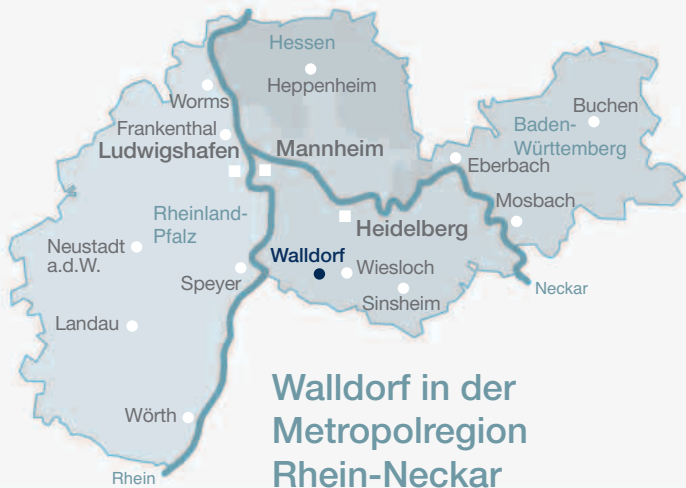 Hessen
Heppenheim
Worms
Buchen
Frankenthal
Baden-
Württemberg
Ludwigshafen
Mannheim
Eberbach
Rheinland-
Pfalz
Mosbach
Heidelberg
Neustadt
a.d.W.
Walldorf
Speyer
Wiesloch
Neckar
Sinsheim
Landau
Wörth
Rhein
Walldorf in der
Metropolregion
Rhein-Neckar